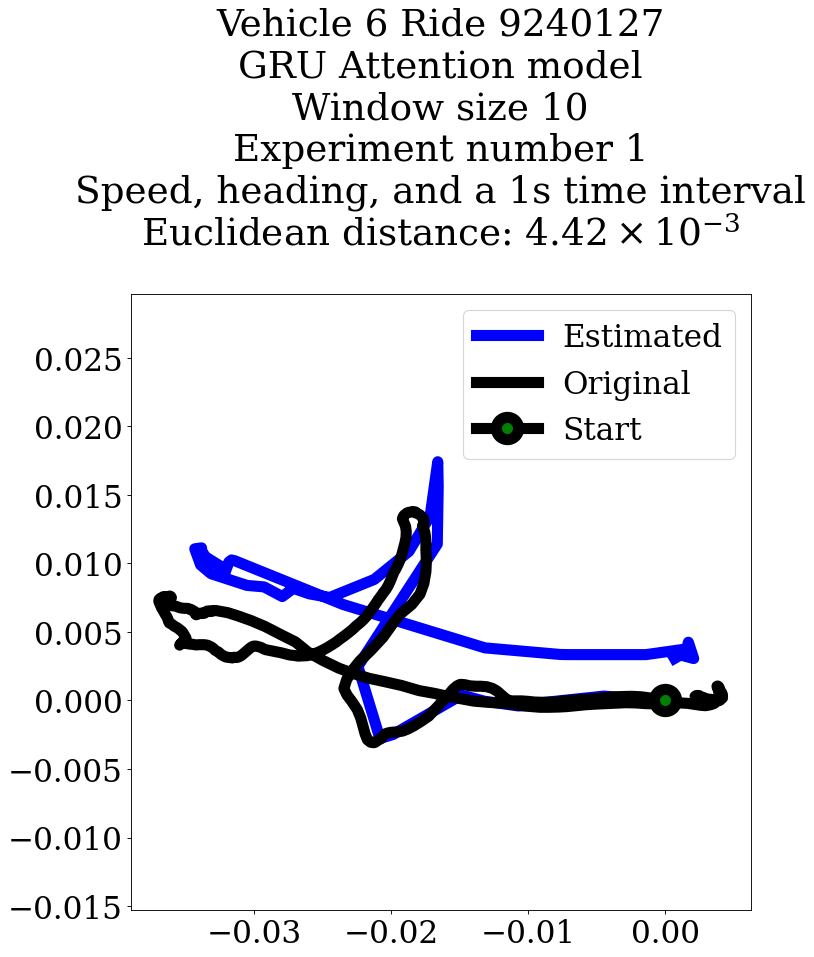 Vehicle 6 Ride 9240127
GRU Attention model
Window size 10
Experiment number 1
Speed, heading, and a 1s time interval
Euclidean distance: 4.42 × 10⁻³
Estimated
Original
Start
0.025
0.020
0.015
0.010
0.005
0.000
−0.005
−0.010
−0.015
−0.03 −0.02 −0.01 0.00